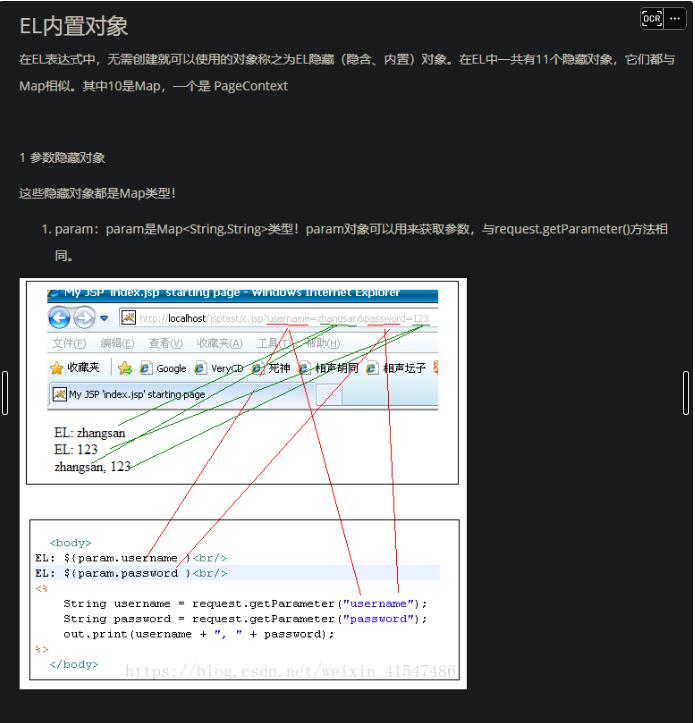 EL内置对象
OCR ...
在EL表达式中，无需创建就可以使用的对象称之为EL隐藏（隐含、内置）对象。在EL中一共有11个隐藏对象，它们都与
Map相似。其中10是Map，一个是 PageContext
1 参数隐藏对象
这些隐藏对象都是Map类型！
1. param：param是Map<String,String>类型！param对象可以用来获取参数，与request.getParameter()方法相
同。
My JSP 'index.jsp' starting page - Windows Internet Explorer
http://localhost/jsptest/c.jsp?username=zhangsan&password=123
文件(F) 编辑(E) 查看(V) 收藏夹(A) 工具(T) 帮助(H)
收藏夹 Google VeryCD 死神 相声胡同 相声坛子
My JSP 'index.jsp' starting page
EL: zhangsan
EL: 123
zhangsan, 123
<body>
EL: ${param.username }<br/>
EL: ${param.password }<br/>
<%
String username = request.getParameter("username");
String password = request.getParameter("password");
out.print(username + ", " + password);
%>
</body>
https://blog.csdn.net/weixin_41547486